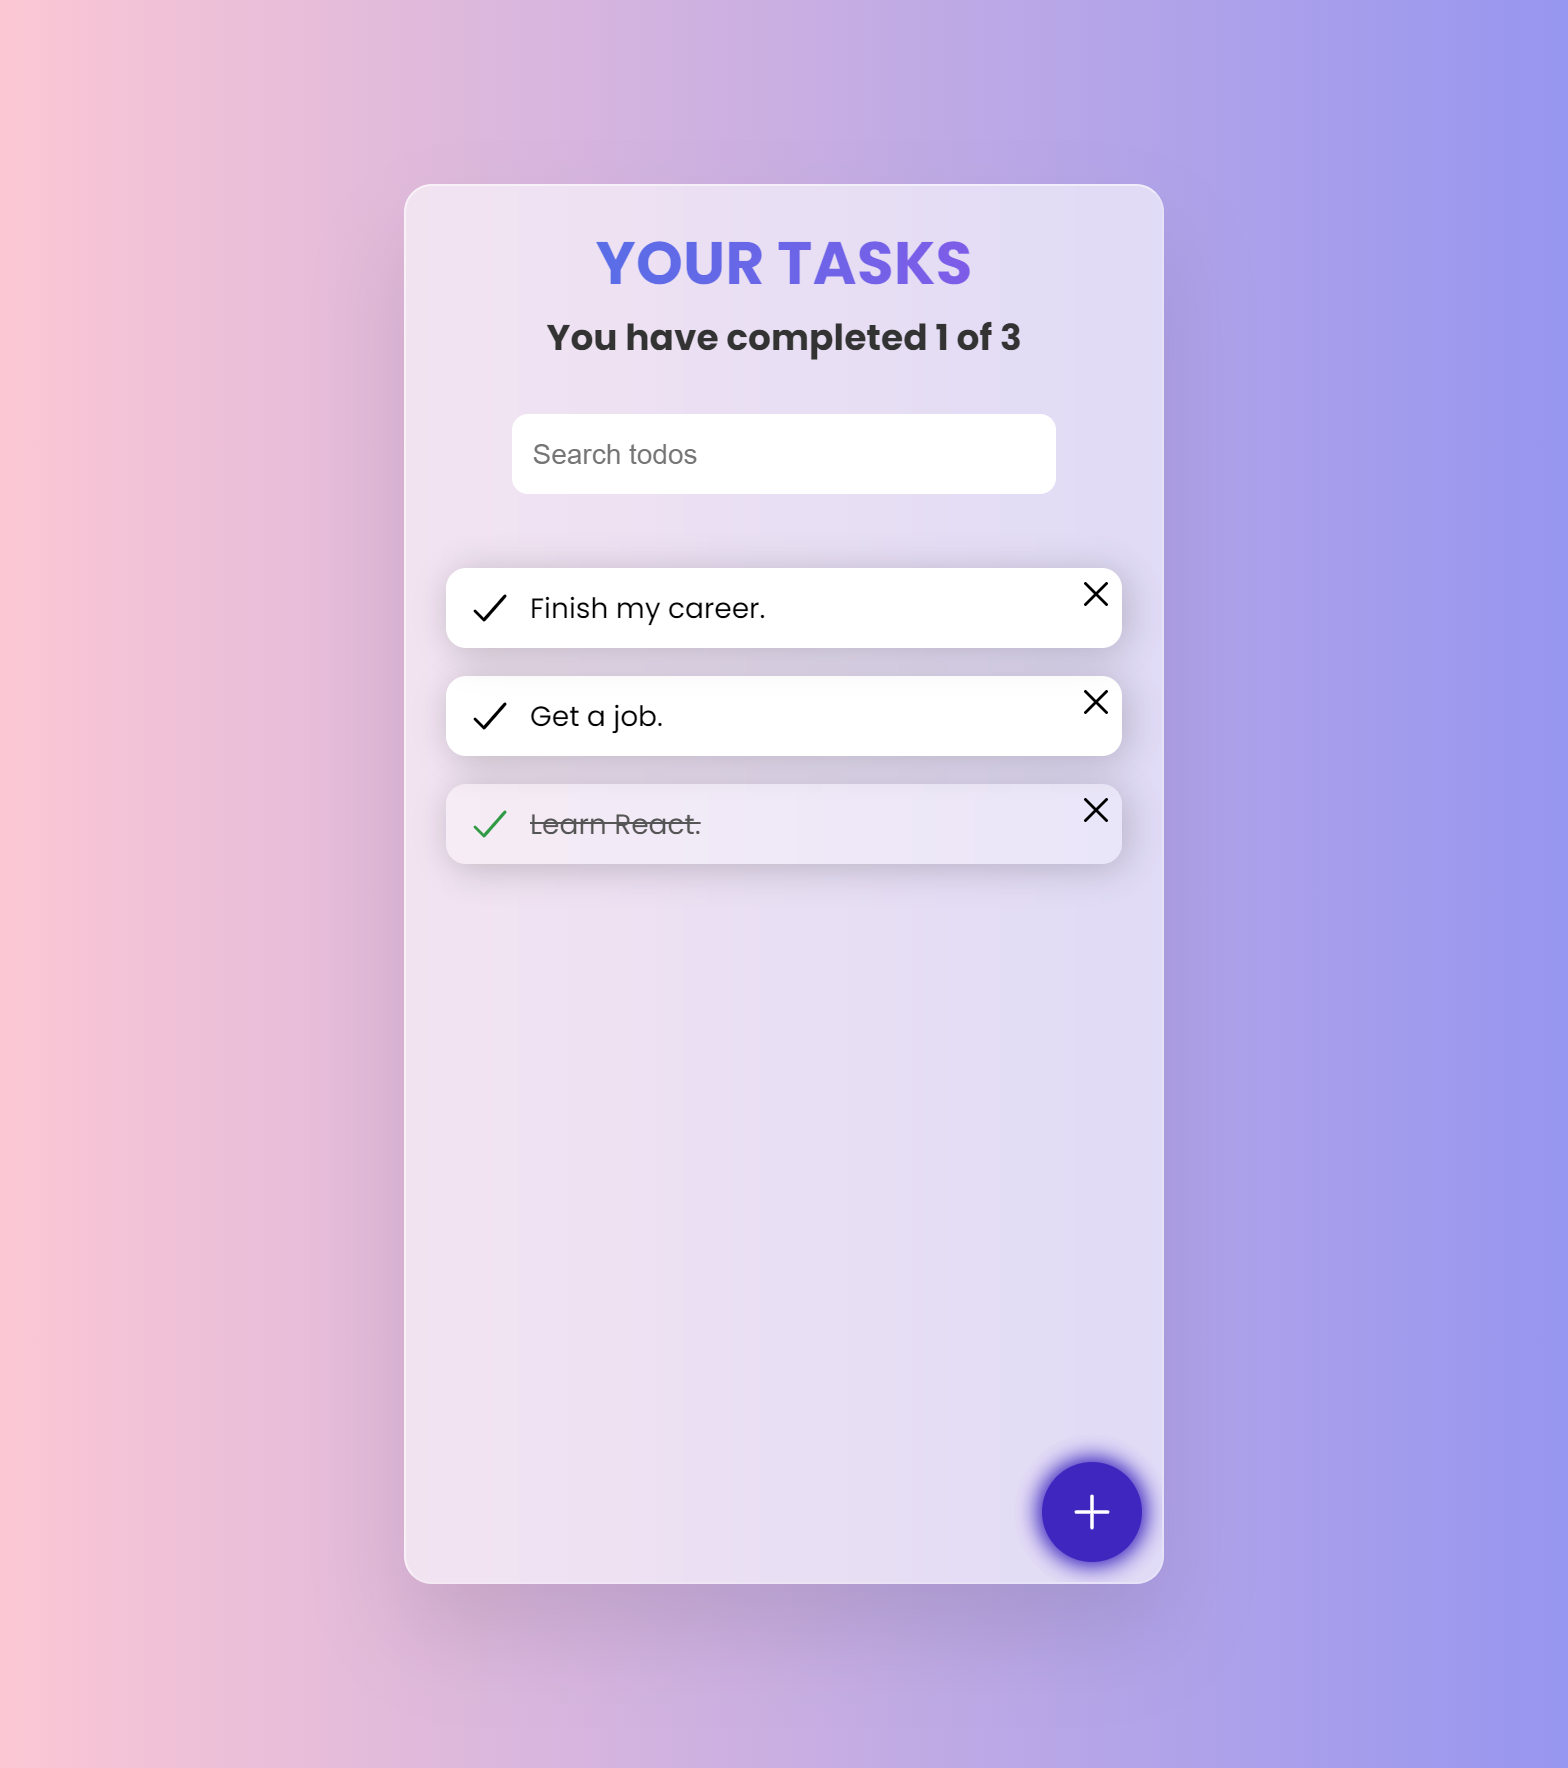 YOUR TASKS
You have completed 1 of 3
Search todos
Finish my career.
Get a job.
Learn React.